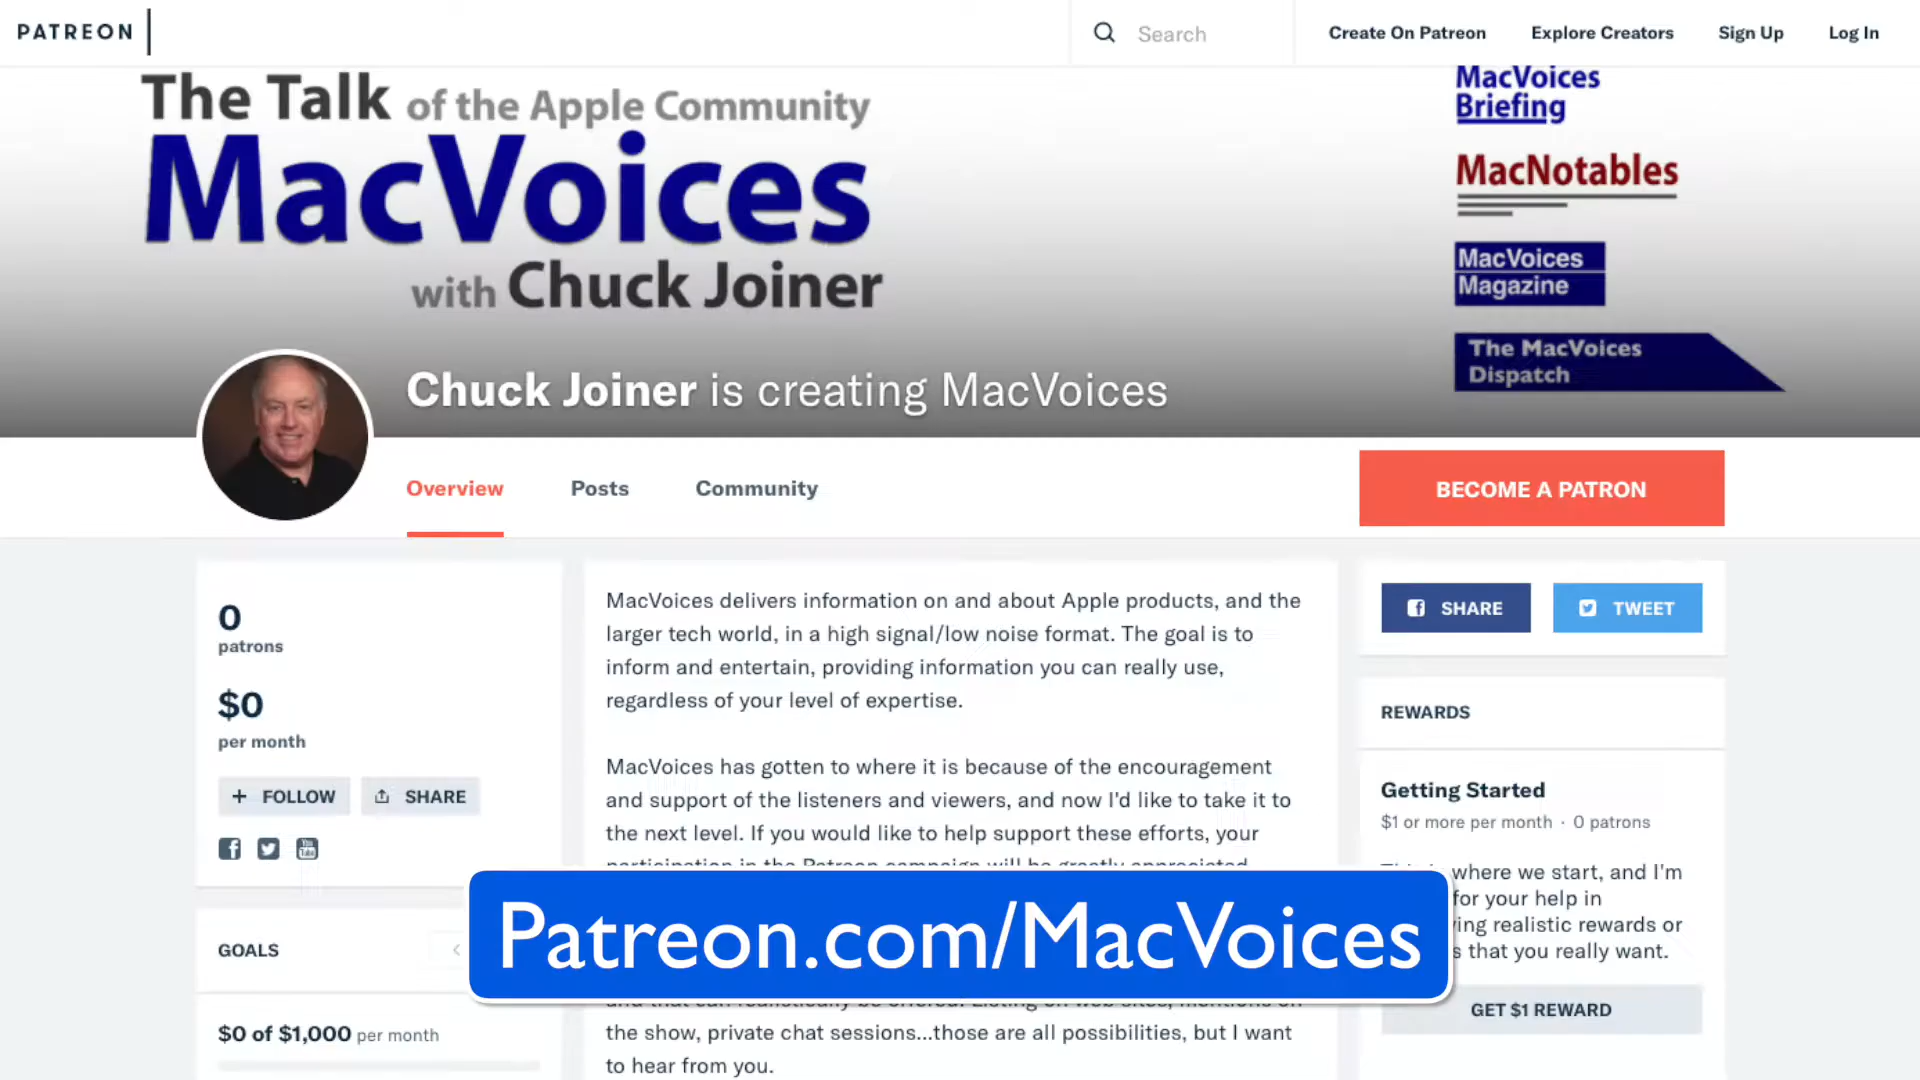 PATREON
Search
Create On Patreon
Explore Creators
Sign Up
Log In
The Talk of the Apple Community
MacVoices
with Chuck Joiner
MacVoices
Briefing
MacNotables
MacVoices
Magazine
The MacVoices
Dispatch
Chuck Joiner is creating MacVoices
Overview
Posts
Community
BECOME A PATRON
0
patrons
$0
per month
+ FOLLOW
SHARE
GOALS
$0 of $1,000 per month
MacVoices delivers information on and about Apple products, and the
larger tech world, in a high signal/low noise format. The goal is to
inform and entertain, providing information you can really use,
regardless of your level of expertise.
MacVoices has gotten to where it is because of the encouragement
and support of the listeners and viewers, and now I'd like to take it to
the next level. If you would like to help support these efforts, your
participation in the Patreon campaign will be greatly appreciated
Patreon.com/MacVoices
the show, private chat sessions...those are all possibilities, but I want
to hear from you.
SHARE
TWEET
REWARDS
Getting Started
$1 or more per month · 0 patrons
where we start, and I'm
for your help in
realistic rewards or
that you really want.
GET $1 REWARD